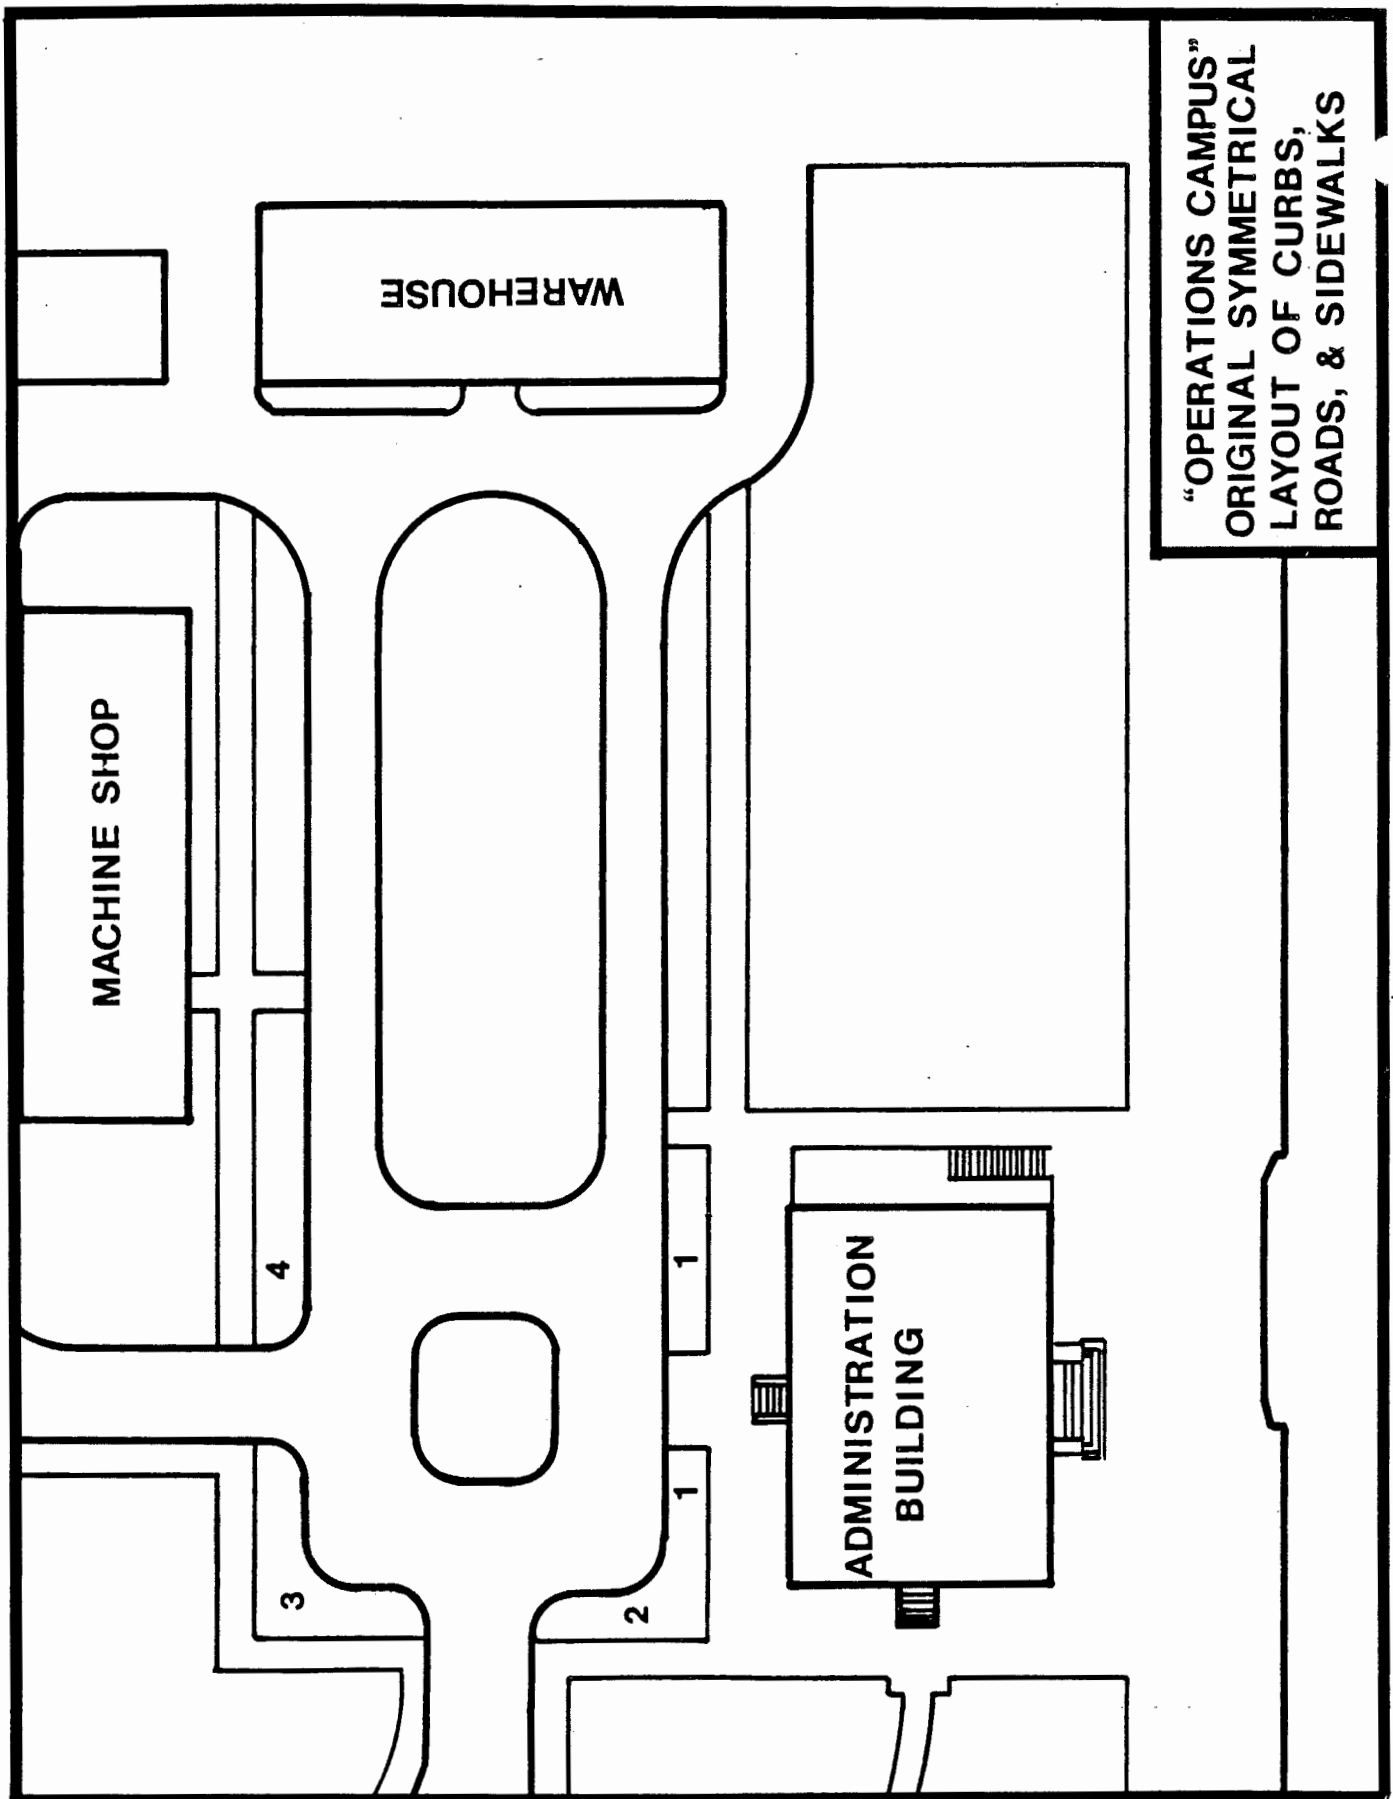 "OPERATIONS CAMPUS"
ORIGINAL SYMMETRICAL
LAYOUT OF CURBS,
ROADS, & SIDEWALKS
WAREHOUSE
MACHINE SHOP
4
3
1
1
2
ADMINISTRATION
BUILDING